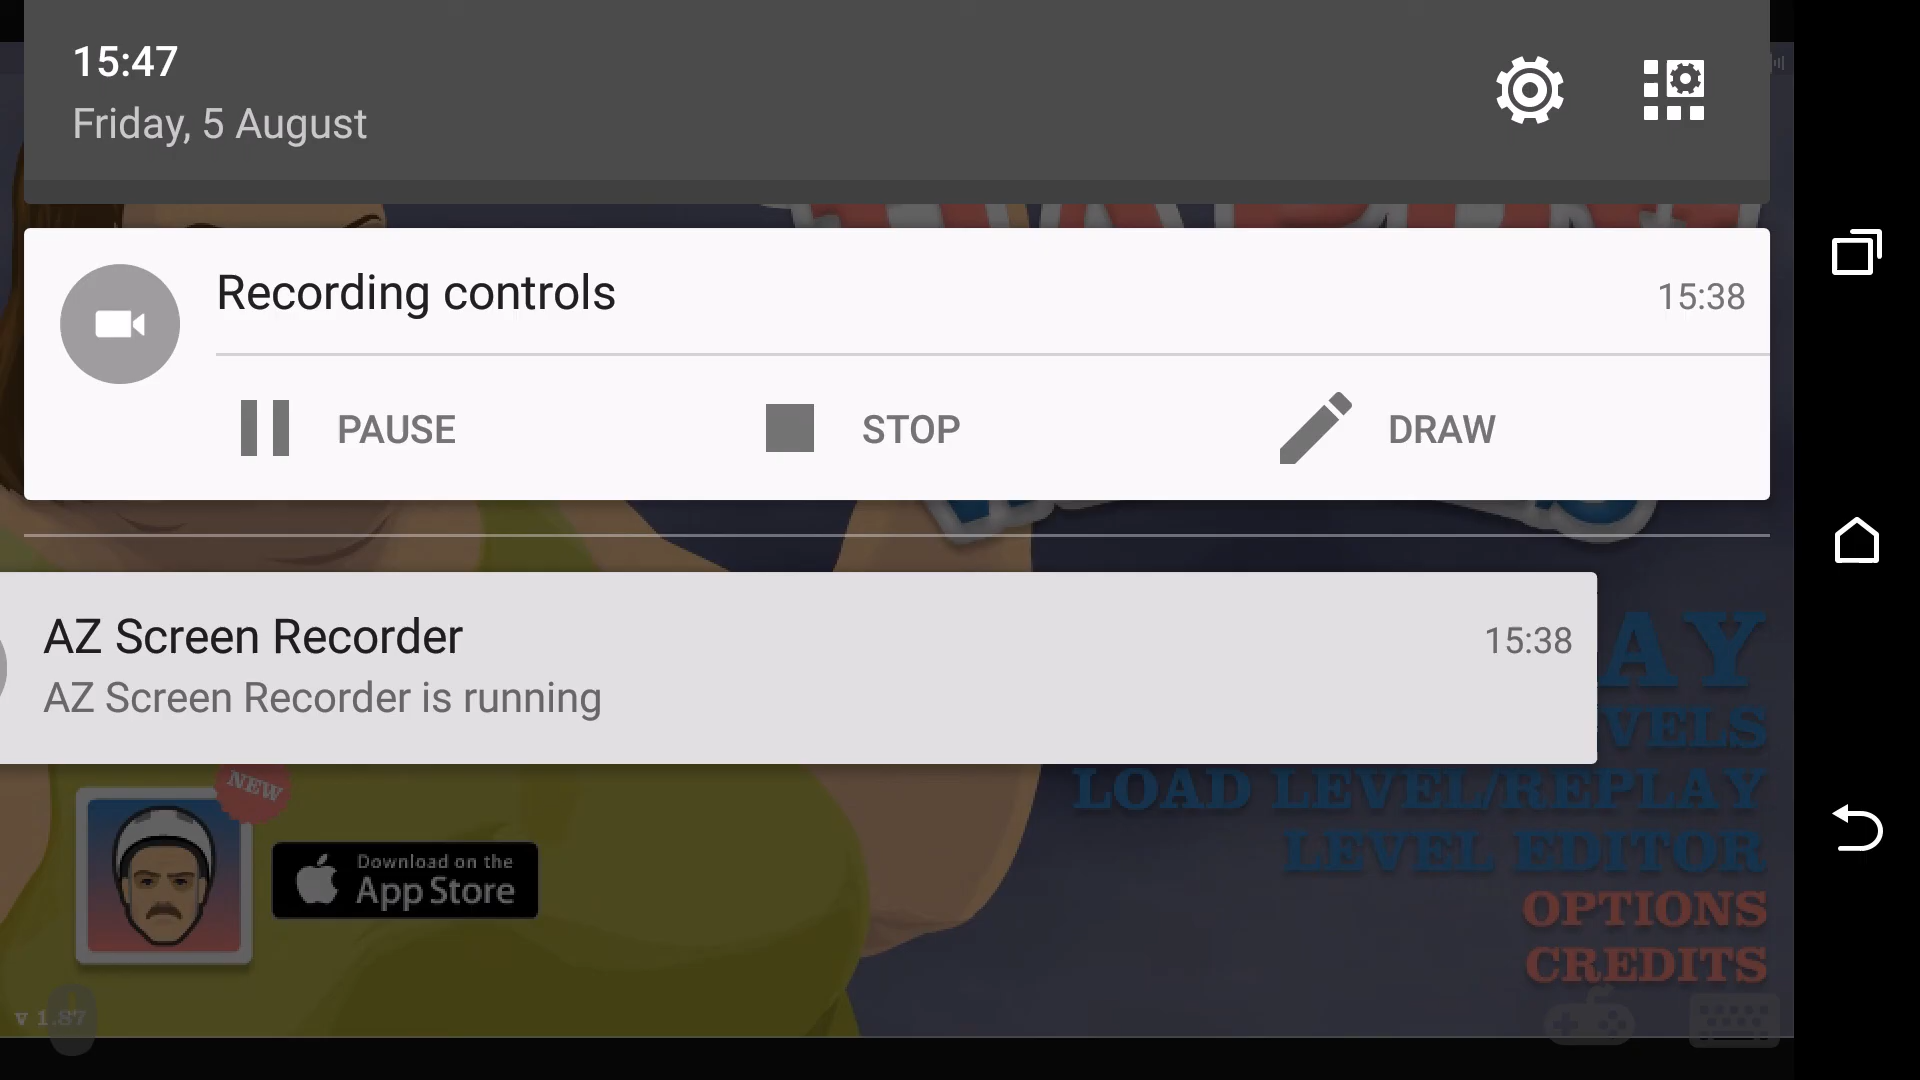 15:47
Friday, 5 August
Recording controls
15:38
PAUSE
STOP
DRAW
AZ Screen Recorder
15:38
AZ Screen Recorder is running
AY
VELS
NEW
LOAD LEVEL/REPLAY
LEVEL EDITOR
Download on the
App Store
OPTIONS
CREDITS
v 1.87